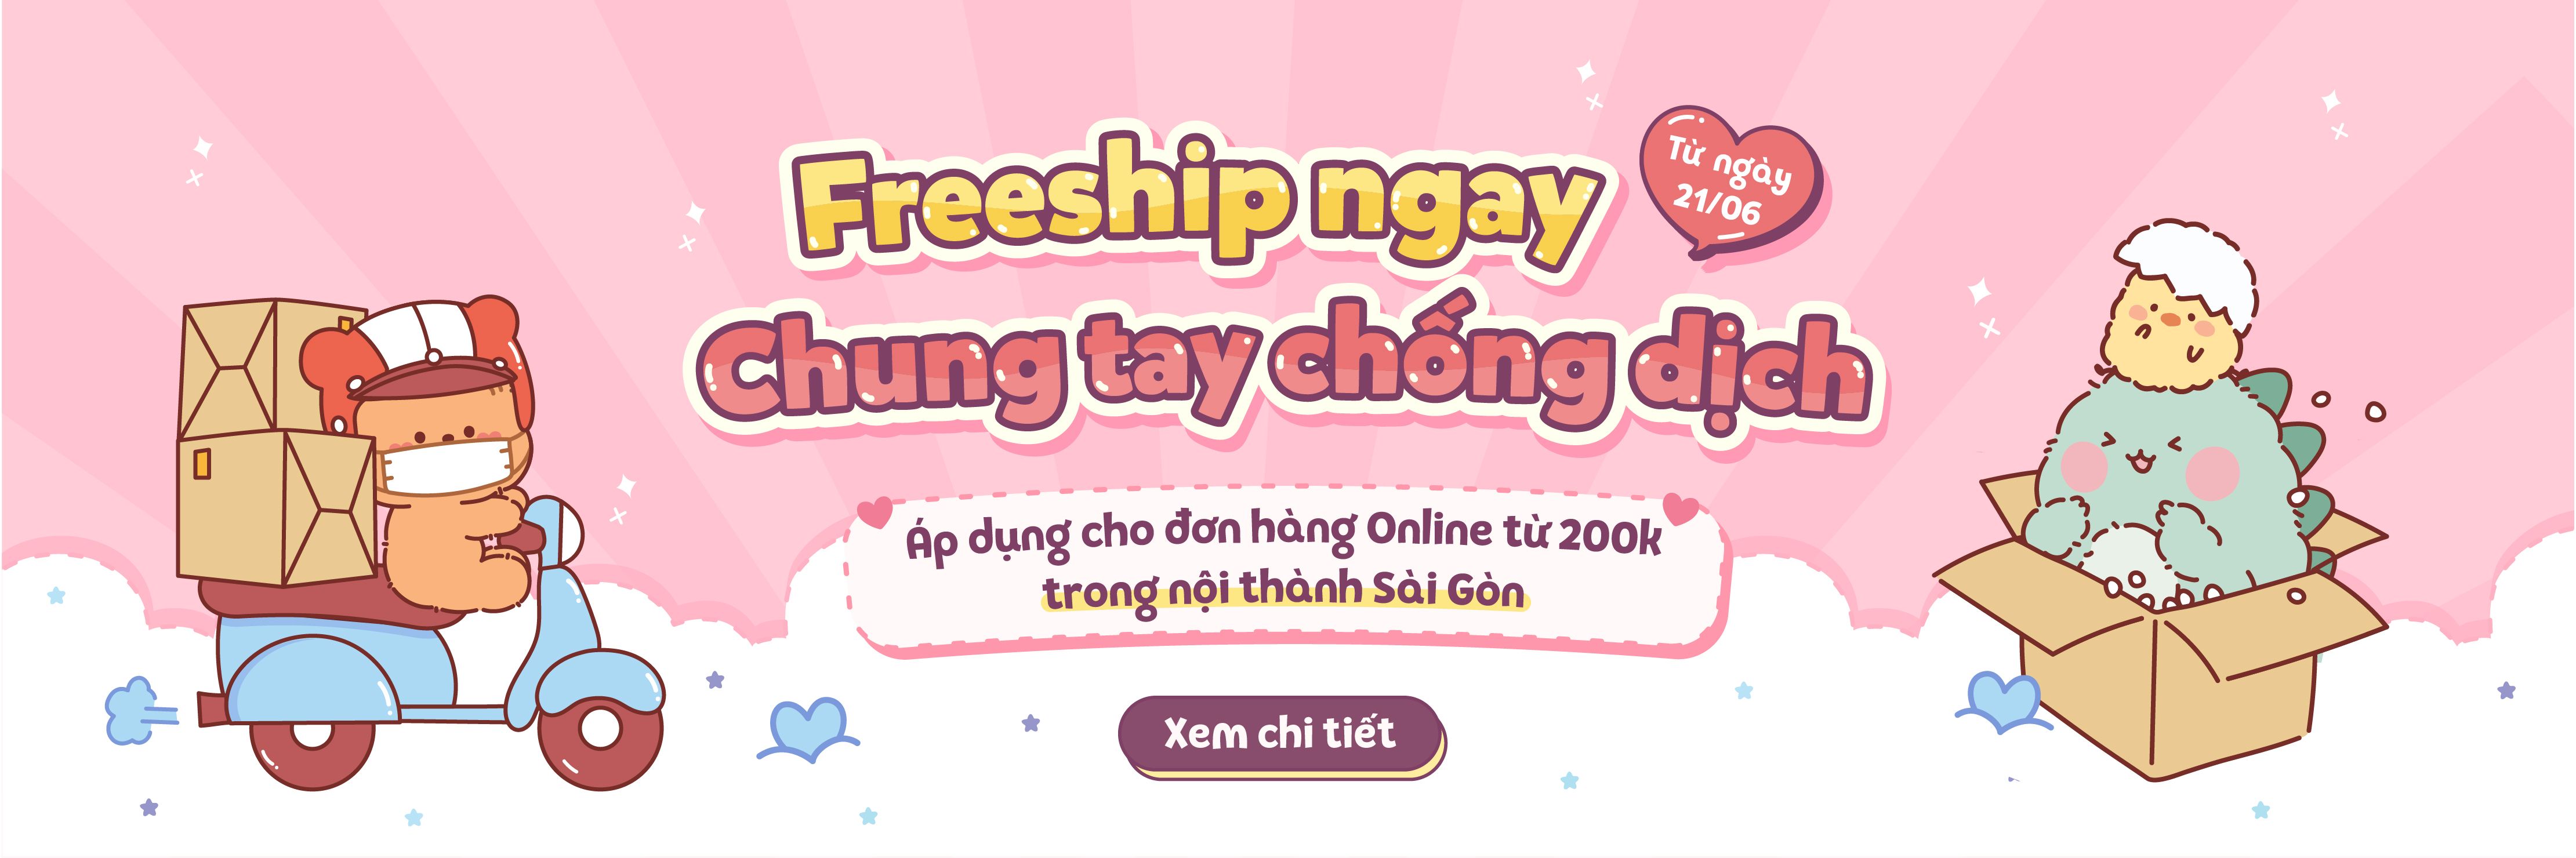 Freeship ngay
Từ ngày
21/06
Chung tay chống dịch
Áp dụng cho đơn hàng Online từ 200k
trong nội thành Sài Gòn
Xem chi tiết